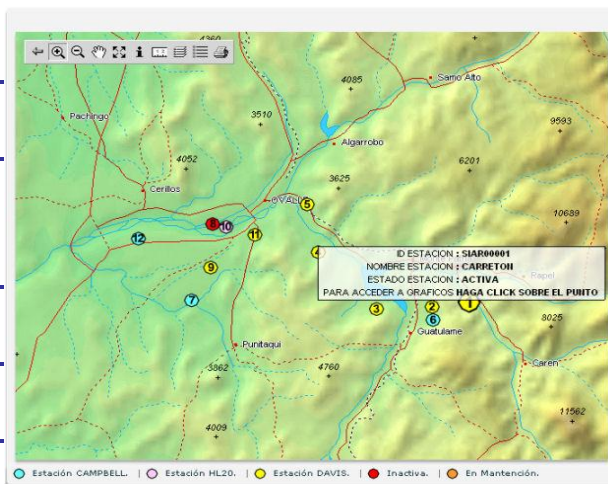 4360
Samo Alto
4085
Pachingo
3510
9593
Algarrobo
4052
6201
3625
Cerillos
10689
5
8
10
11
12
4
ID ESTACION : SIAR00001
NOMBRE ESTACION : CARRETON
ESTADO ESTACION : ACTIVA
PARA ACCEDER A GRAFICOS HAGA CLICK SOBRE EL PUNTO
Rapel
9
7
3
2
1
6
8025
Guatulame
Punitaqui
Caren
3862
4760
11562
4009
Estación CAMPBELL. | Estación HL20. | Estación DAVIS. | Inactiva. | En Mantención.